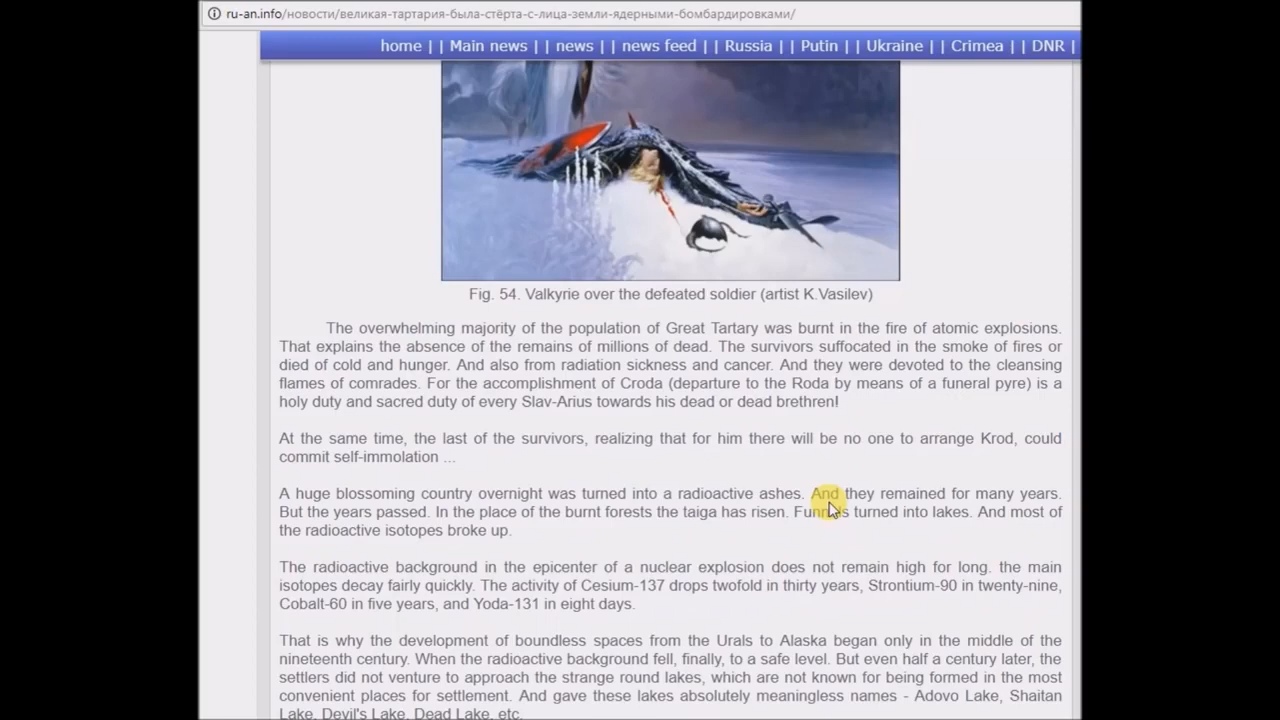 ru-an.info/новости/великая-тартария-была-стёрта-с-лица-земли-ядерными-бомбардировками/
home | | Main news | | news | | news feed | | Russia | | Putin | | Ukraine | | Crimea | | DNR |
Fig. 54. Valkyrie over the defeated soldier (artist K.Vasilev)
The overwhelming majority of the population of Great Tartary was burnt in the fire of atomic explosions.
That explains the absence of the remains of millions of dead. The survivors suffocated in the smoke of fires or
died of cold and hunger. And also from radiation sickness and cancer. And they were devoted to the cleansing
flames of comrades. For the accomplishment of Croda (departure to the Roda by means of a funeral pyre) is a
holy duty and sacred duty of every Slav-Arius towards his dead or dead brethren!
At the same time, the last of the survivors, realizing that for him there will be no one to arrange Krod, could
commit self-immolation ...
A huge blossoming country overnight was turned into a radioactive ashes. And they remained for many years.
But the years passed. In the place of the burnt forests the taiga has risen. Funnels turned into lakes. And most of
the radioactive isotopes broke up.
The radioactive background in the epicenter of a nuclear explosion does not remain high for long. the main
isotopes decay fairly quickly. The activity of Cesium-137 drops twofold in thirty years, Strontium-90 in twenty-nine,
Cobalt-60 in five years, and Yoda-131 in eight days.
That is why the development of boundless spaces from the Urals to Alaska began only in the middle of the
nineteenth century. When the radioactive background fell, finally, to a safe level. But even half a century later, the
settlers did not venture to approach the strange round lakes, which are not known for being formed in the most
convenient places for settlement. And gave these lakes absolutely meaningless names - Adovo Lake, Shaitan
Lake, Devil's Lake, Dead Lake, etc.